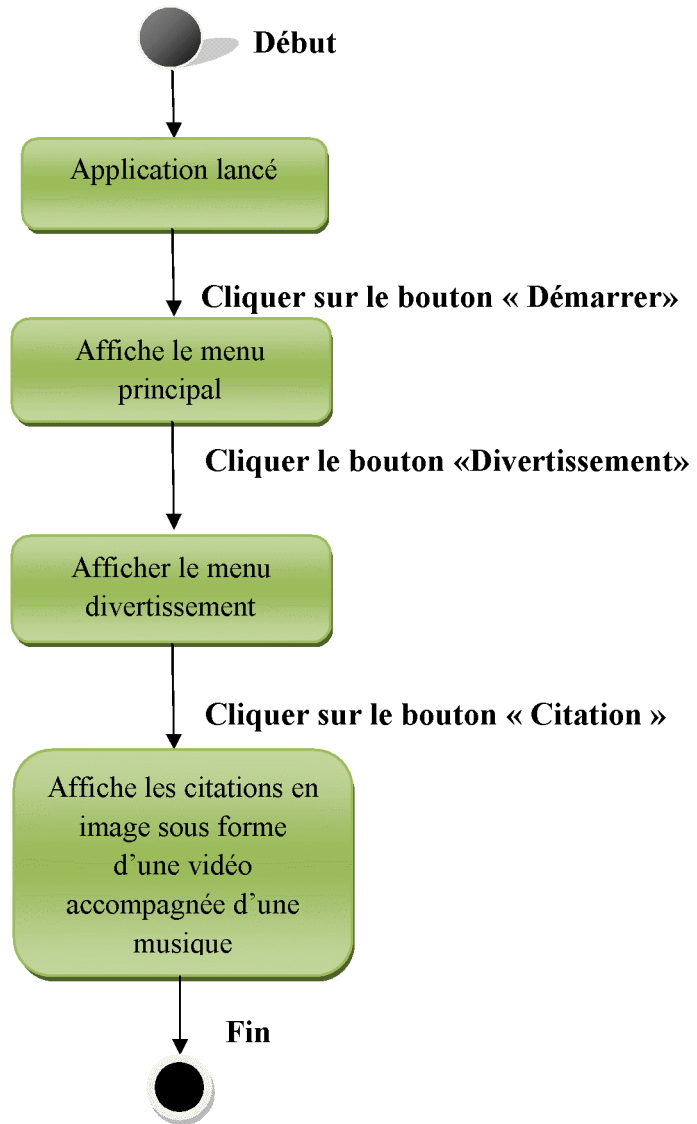 Début
Application lancé
Cliquer sur le bouton « Démarrer»
Affiche le menu
principal
Cliquer le bouton «Divertissement»
Afficher le menu
divertissement
Cliquer sur le bouton « Citation »
Affiche les citations en
image sous forme
d’une vidéo
accompagnée d’une
musique
Fin